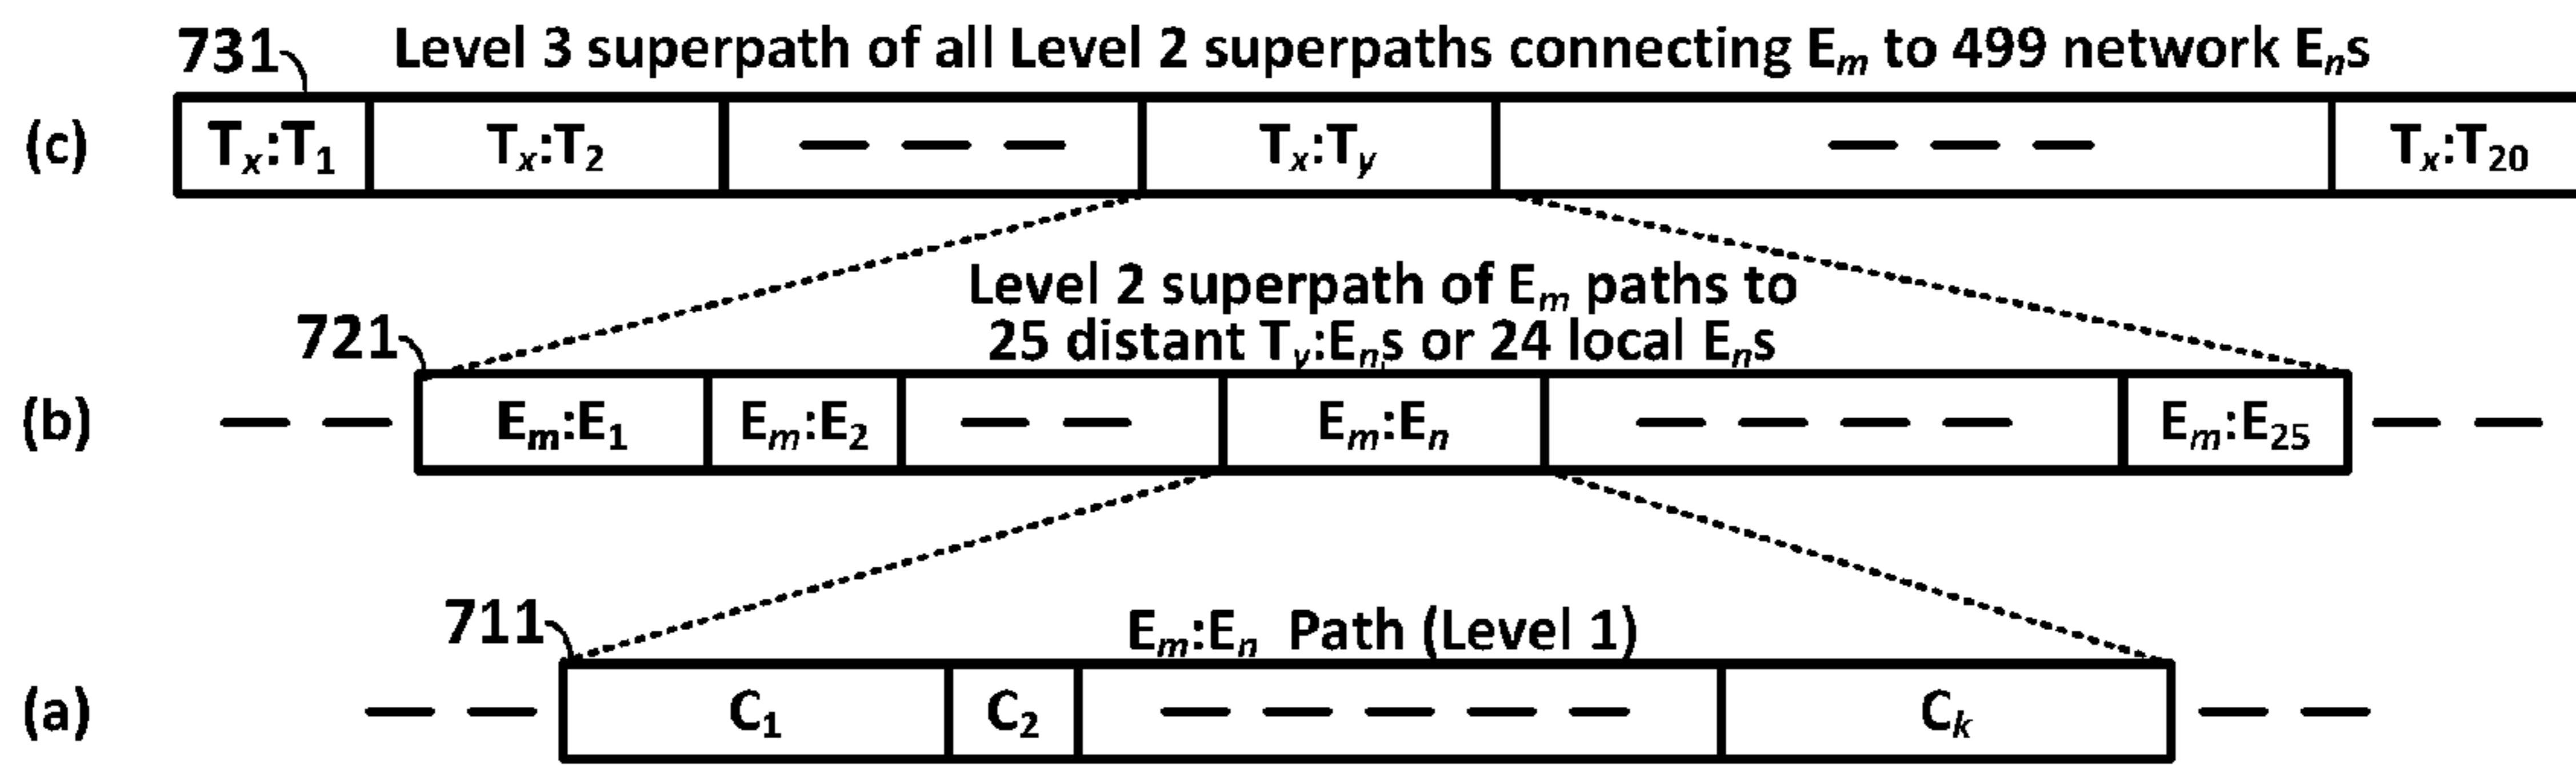 731 Level 3 superpath of all Level 2 superpaths connecting Eₘ to 499 network Eₙs
(c) Tₓ:T₁ Tₓ:T₂ — — — Tₓ:Tᵧ — — — Tₓ:T₂₀
Level 2 superpath of Eₘ paths to
721 25 distant Tᵧ:Eₙs or 24 local Eₙs
(b) — — Eₘ:E₁ Eₘ:E₂ — — Eₘ:Eₙ — — — — Eₘ:E₂₅ — —
711 Eₘ:Eₙ Path (Level 1)
(a) — — C₁ C₂ — — — — — Cₖ — —